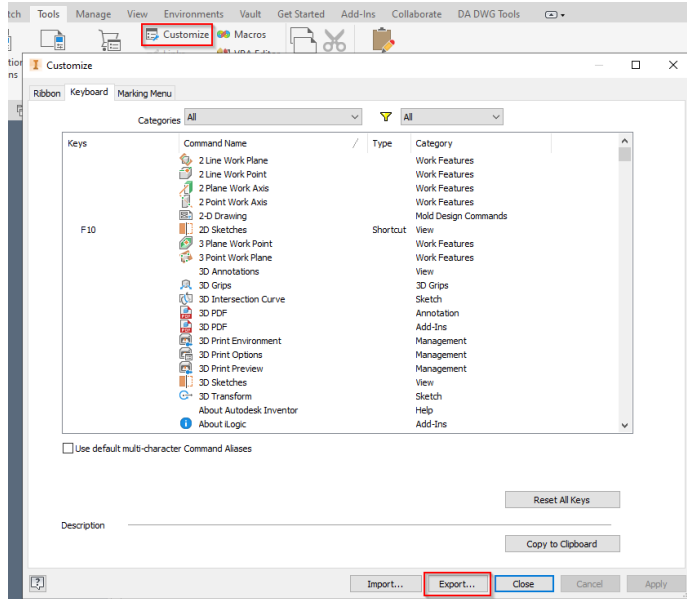 tch Tools Manage View Environments Vault Get Started Add-Ins Collaborate DA DWG Tools
Customize Macros
I Customize
Ribbon Keyboard Marking Menu
Categories All All
Keys Command Name / Type Category
2 Line Work Plane Work Features
2 Line Work Point Work Features
2 Plane Work Axis Work Features
2 Point Work Axis Work Features
2-D Drawing Mold Design Commands
F10 2D Sketches Shortcut View
3 Plane Work Point Work Features
3 Point Work Plane Work Features
3D Annotations View
3D Grips 3D Grips
3D Intersection Curve Sketch
3D PDF Annotation
3D PDF Add-Ins
3D Print Environment Management
3D Print Options Management
3D Print Preview Management
3D Sketches View
3D Transform Sketch
About Autodesk Inventor Help
About iLogic Add-Ins
Use default multi-character Command Aliases
Reset All Keys
Description
Copy to Clipboard
? Import... Export... Close Cancel Apply